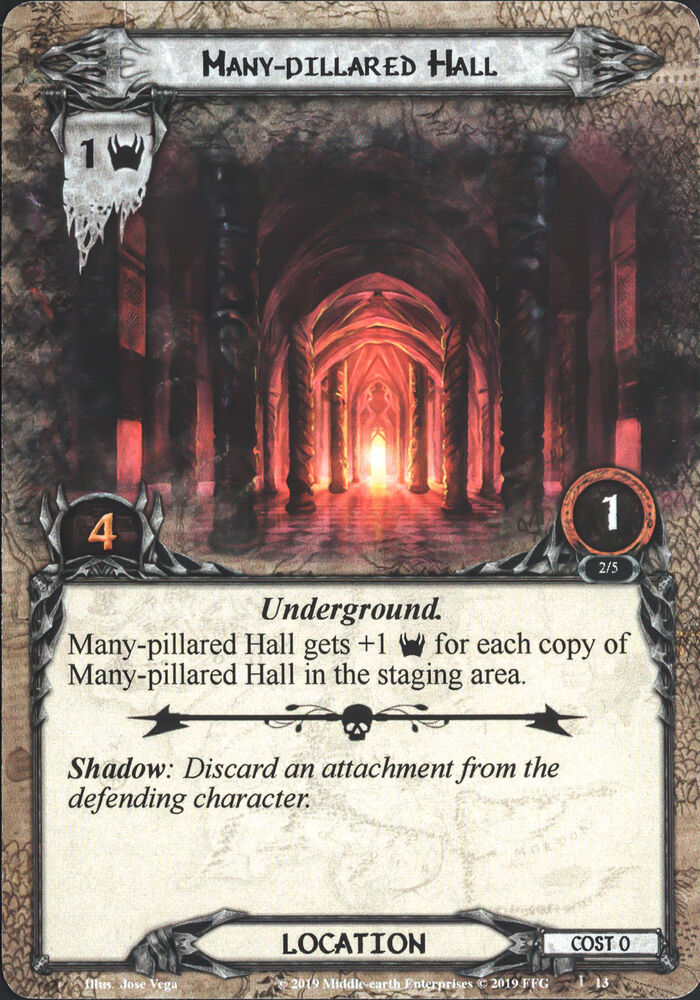 Many-pillared Hall
1
4
1
2/5
Underground.
Many-pillared Hall gets +1 for each copy of
Many-pillared Hall in the staging area.
Shadow: Discard an attachment from the
defending character.
MORDOR
LOCATION
COST 0
Illus. Jose Vega
© 2019 Middle-earth Enterprises © 2019 FFG
13